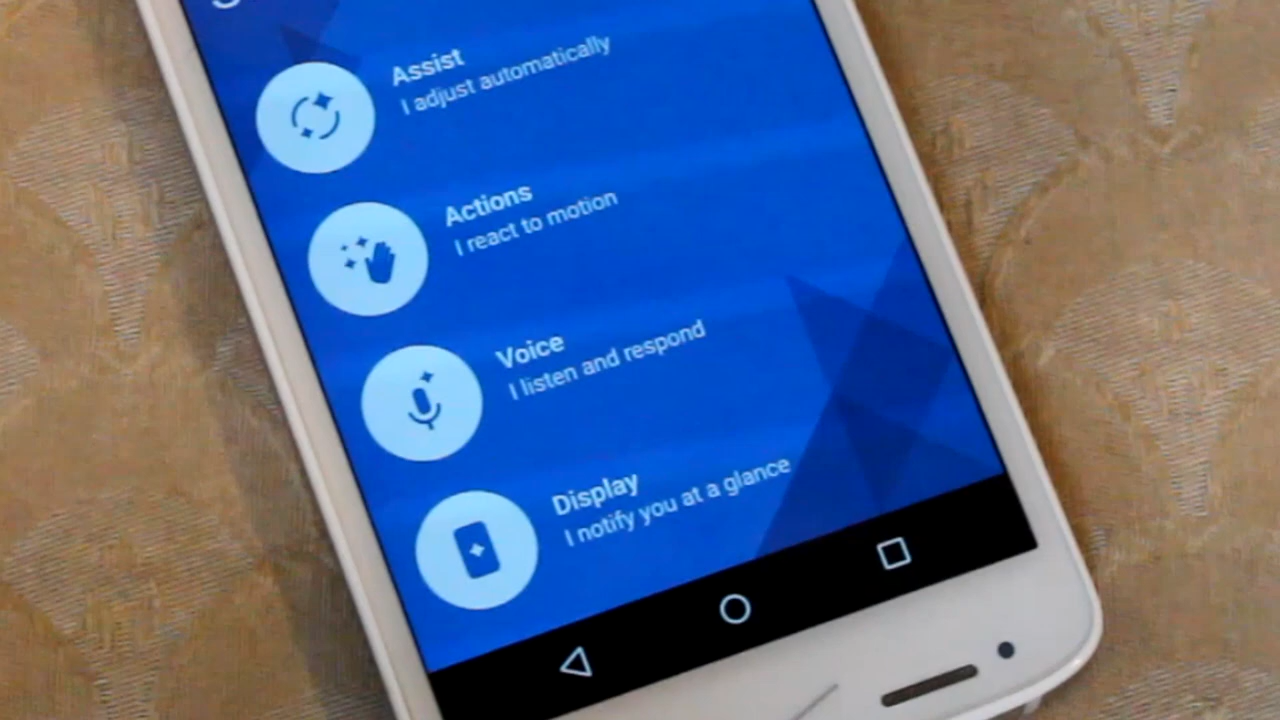 Assist
I adjust automatically
Actions
I react to motion
Voice
I listen and respond
Display
I notify you at a glance